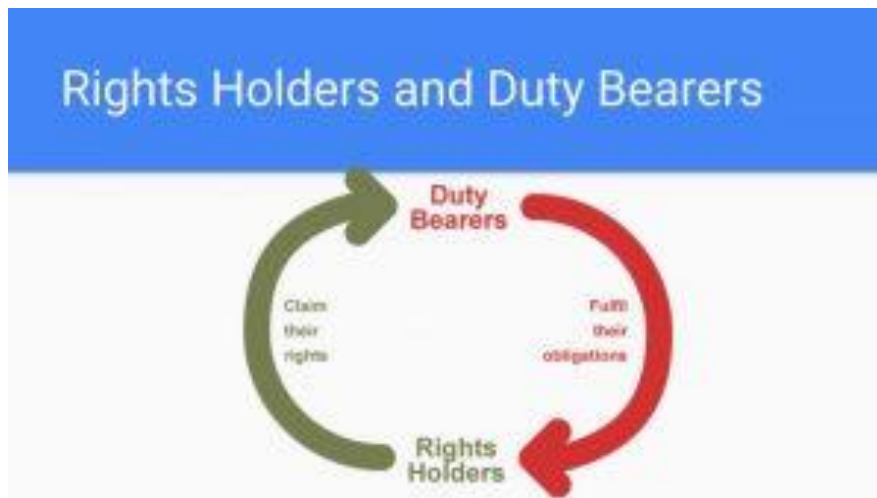 Rights Holders and Duty Bearers
Duty
Bearers
Claim
their
rights
Fulfil
their
obligations
Rights
Holders